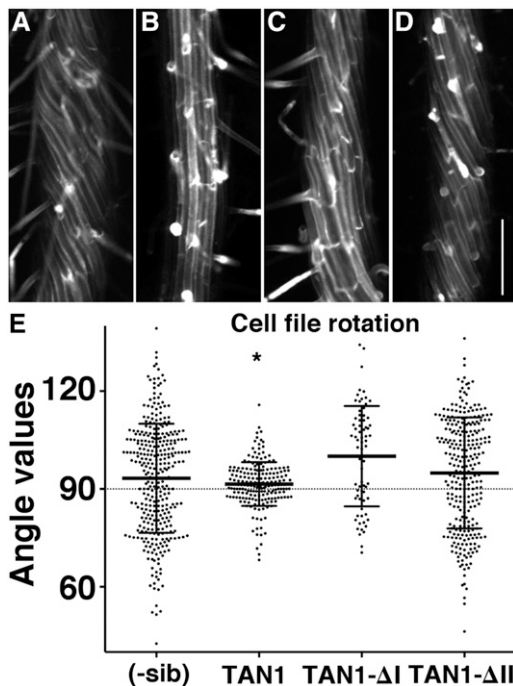 A B C D
E Cell file rotation
Angle values
120
90
60
*
(-sib) TAN1 TAN1-ΔI TAN1-ΔII